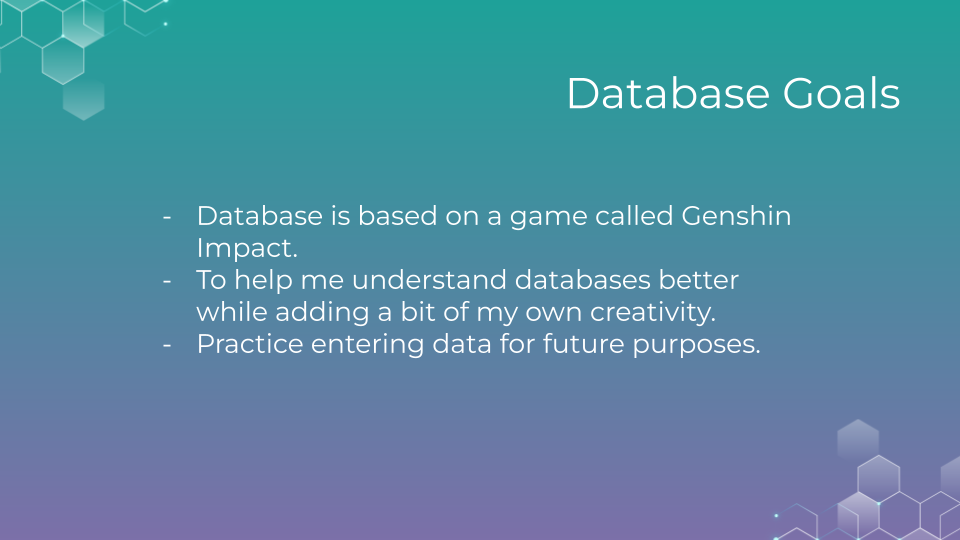 Database Goals
- Database is based on a game called Genshin
Impact.
- To help me understand databases better
while adding a bit of my own creativity.
- Practice entering data for future purposes.